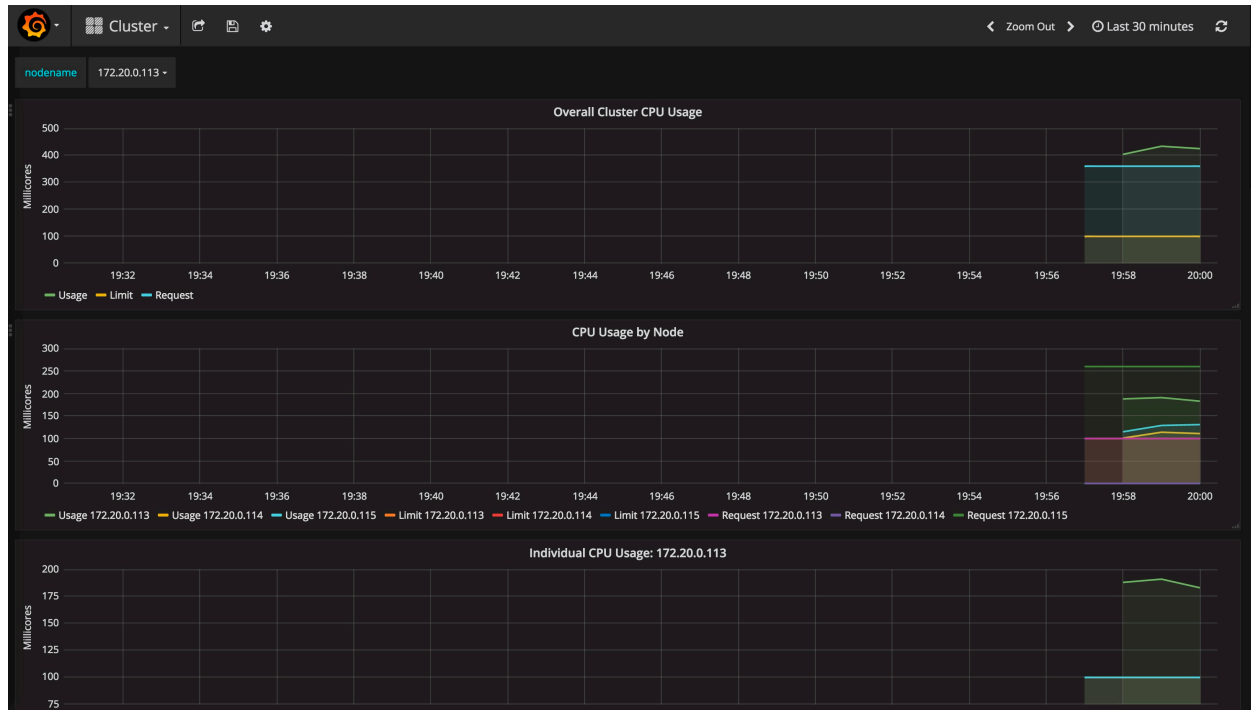 Cluster
Zoom Out
Last 30 minutes
nodename
172.20.0.113
Overall Cluster CPU Usage
Millicores
500
400
300
200
100
0
19:32 19:34 19:36 19:38 19:40 19:42 19:44 19:46 19:48 19:50 19:52 19:54 19:56 19:58 20:00
Usage Limit Request
CPU Usage by Node
Millicores
300
250
200
150
100
50
0
19:32 19:34 19:36 19:38 19:40 19:42 19:44 19:46 19:48 19:50 19:52 19:54 19:56 19:58 20:00
Usage 172.20.0.113 Usage 172.20.0.114 Usage 172.20.0.115 Limit 172.20.0.113 Limit 172.20.0.114 Limit 172.20.0.115 Request 172.20.0.113 Request 172.20.0.114 Request 172.20.0.115
Individual CPU Usage: 172.20.0.113
Millicores
200
175
150
125
100
75